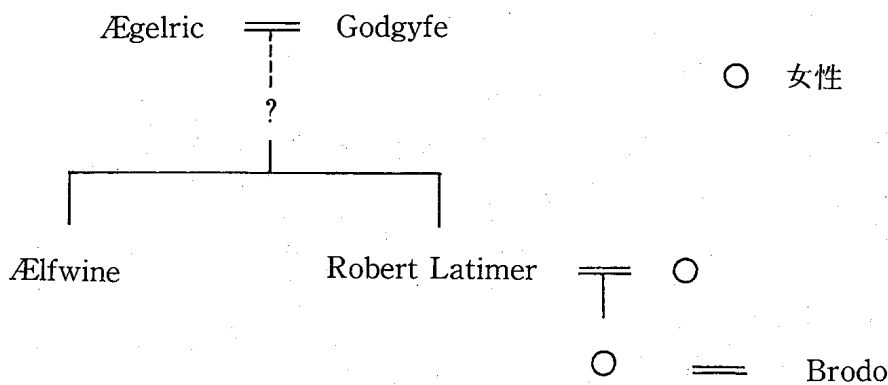 Ægelric Godgyfe
○ 女性
?
Ælfwine Robert Latimer ○
○ Brodo